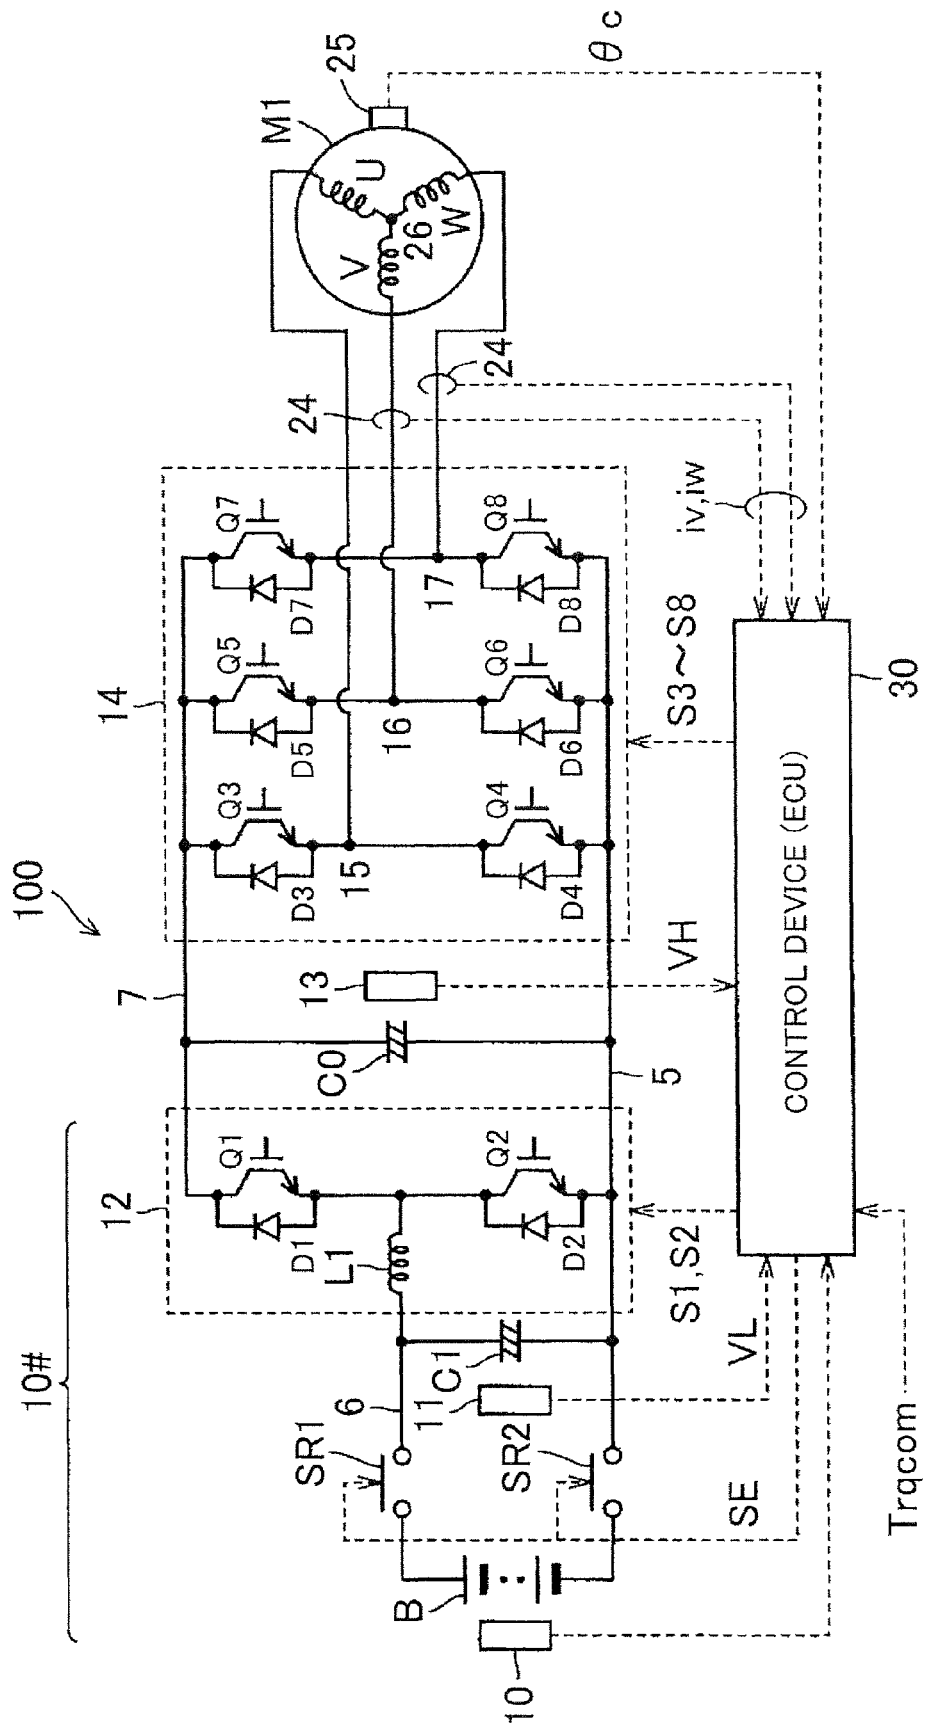 100
10#
12
14
7
13
C0
5
Q1
D1
L1
Q2
D2
Q3
D3
15
Q4
D4
Q5
D5
16
Q6
D6
Q7
D7
17
Q8
D8
24
24
M1
25
U
V
W
26
θc
iv,iw
S3~S8
VH
S1,S2
VL
SE
SR1
SR2
6
11
C1
B
10
Trqcom
CONTROL DEVICE (ECU)
30